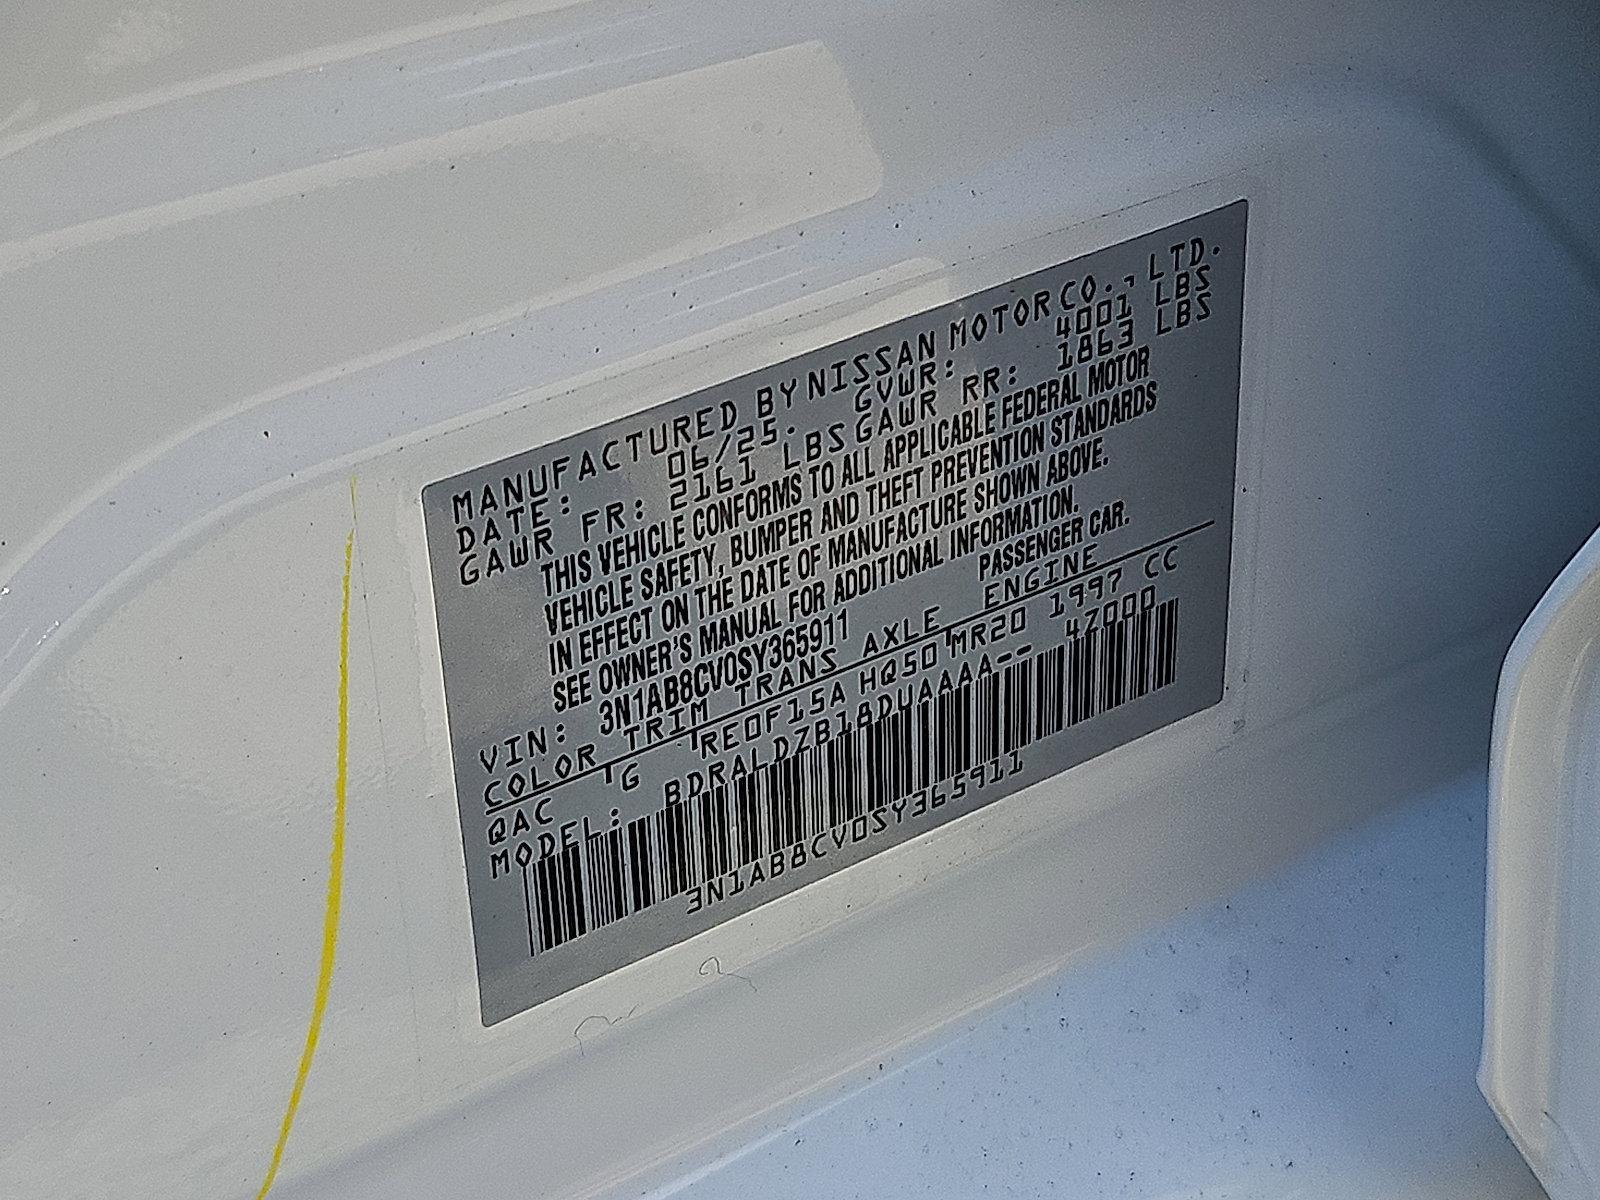 MANUFACTURED BY NISSAN MOTOR CO., LTD.
DATE: 06/25. GVWR: 4001 LBS
GAWR FR: 2161 LBS GAWR RR: 1863 LBS
THIS VEHICLE CONFORMS TO ALL APPLICABLE FEDERAL MOTOR
VEHICLE SAFETY, BUMPER AND THEFT PREVENTION STANDARDS
IN EFFECT ON THE DATE OF MANUFACTURE SHOWN ABOVE.
SEE OWNER'S MANUAL FOR ADDITIONAL INFORMATION.
VIN: 3N1AB8CV0SY365911 PASSENGER CAR.
COLOR TRIM TRANS AXLE ENGINE
QAC G RE0F15A HQ50 MR20 1997 CC
MODEL: BDRALDZB18DUAAAA-- 47000
3N1AB8CV0SY365911